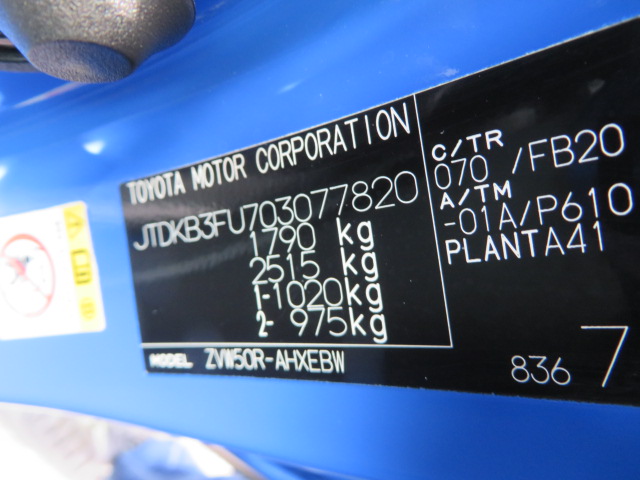 TOYOTA MOTOR CORPORATION
JTDKB3FU703077820
1790 kg
2515 kg
1-1020kg
2- 975kg
MODEL ZVW50R-AHXEBW
C/TR
070 /FB20
A/TM
-01A/P610
PLANTA41
836 7